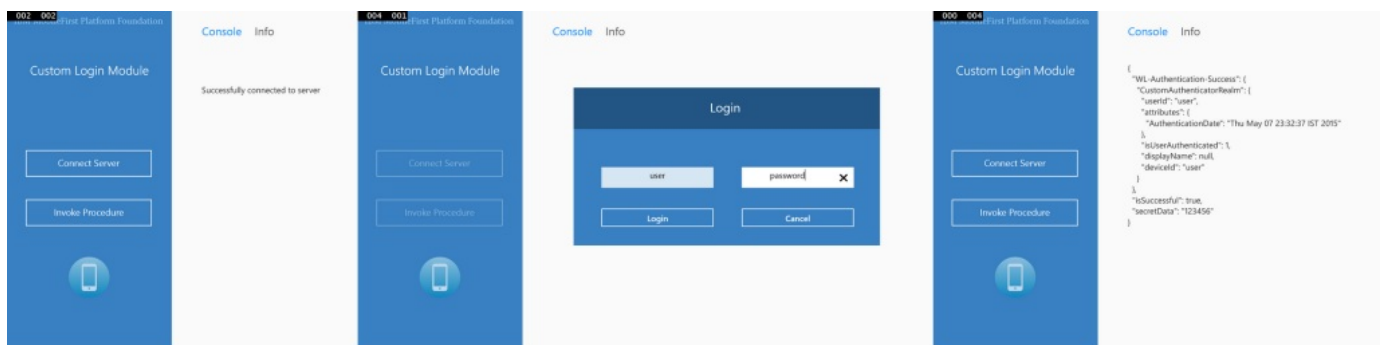 002 002
First Platform Foundation
Console Info
Custom Login Module
Successfully connected to server
Connect Server
Invoke Procedure
004 001
First Platform Foundation
Console Info
Custom Login Module
Connect Server
Invoke Procedure
Login
user password
Login Cancel
000 004
First Platform Foundation
Console Info
Custom Login Module
Connect Server
Invoke Procedure
{
"WL-Authentication-Success": {
"CustomAuthenticatorRealm": {
"userId": "user",
"attributes": {
"AuthenticationDate": "Thu May 07 23:32:37 IST 2015"
},
"isUserAuthenticated": 1,
"displayName": null,
"deviceId": "user"
}
},
"isSuccessful": true,
"secretData": "123456"
}